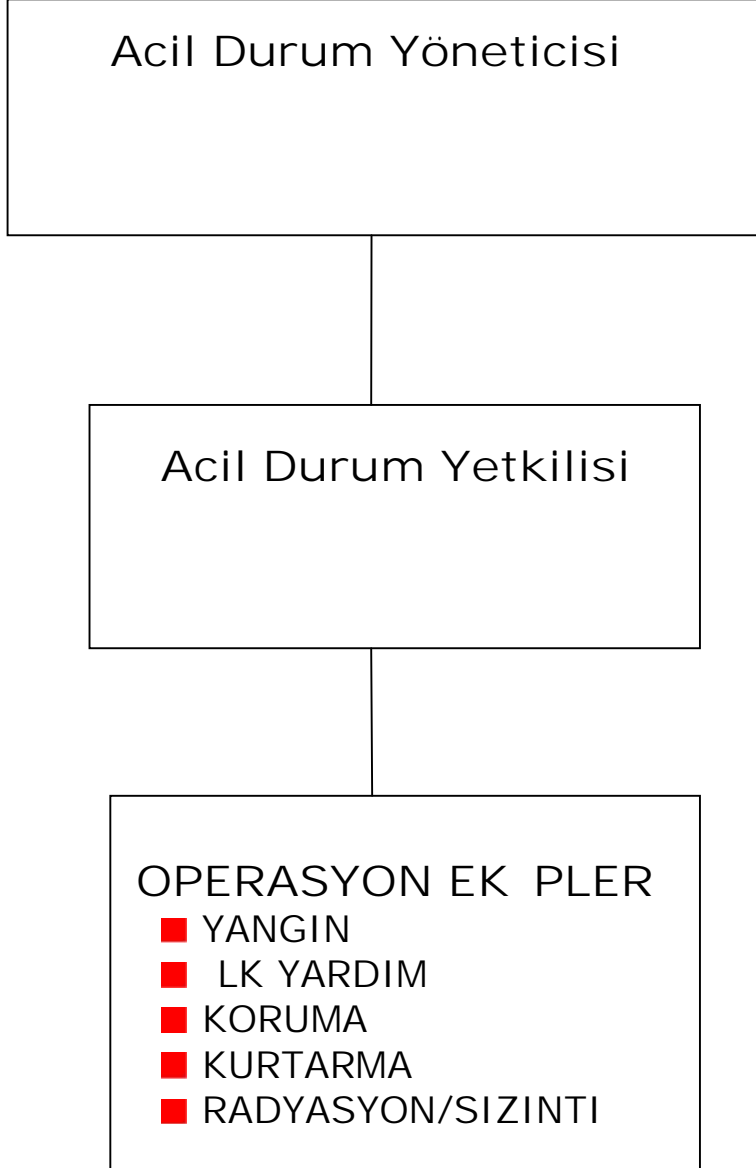 Acil Durum Yöneticisi
Acil Durum Yetkilisi
OPERASYON EK PLER
YANGIN
LK YARDIM
KORUMA
KURTARMA
RADYASYON/SIZINTI